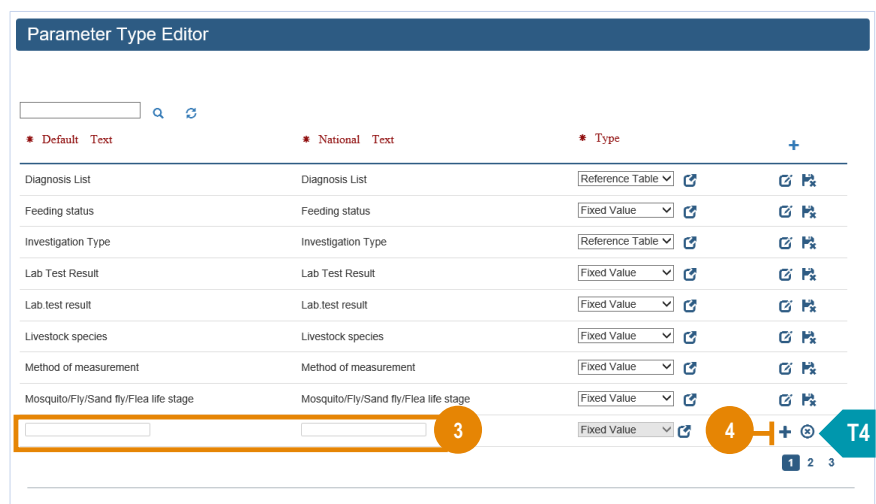 Parameter Type Editor
* Default Text * National Text * Type +
Diagnosis List Diagnosis List Reference Table
Feeding status Feeding status Fixed Value
Investigation Type Investigation Type Reference Table
Lab Test Result Lab Test Result Fixed Value
Lab.test result Lab.test result Fixed Value
Livestock species Livestock species Fixed Value
Method of measurement Method of measurement Fixed Value
Mosquito/Fly/Sand fly/Flea life stage Mosquito/Fly/Sand fly/Flea life stage Fixed Value
3 Fixed Value 4 + T4
1 2 3